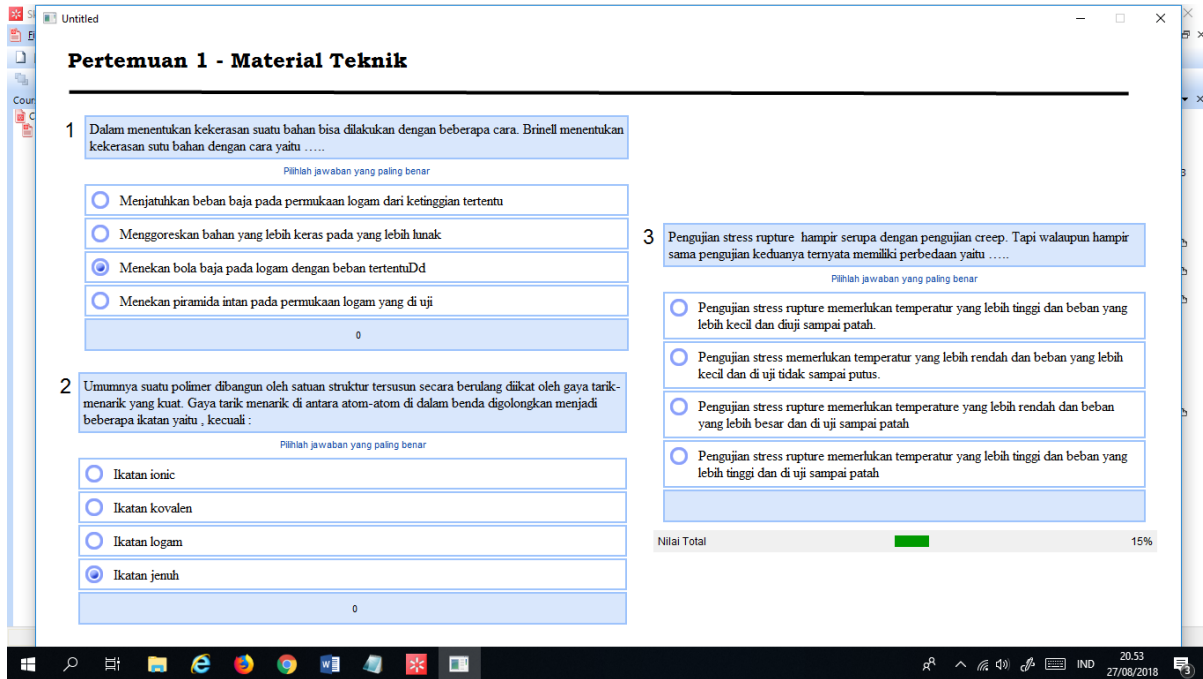 Untitled
Pertemuan 1 - Material Teknik
1
Dalam menentukan kekerasan suatu bahan bisa dilakukan dengan beberapa cara. Brinell menentukan
kekerasan sutu bahan dengan cara yaitu …..
Pilihlah jawaban yang paling benar
Menjatuhkan beban baja pada permukaan logam dari ketinggian tertentu
Menggoreskan bahan yang lebih keras pada yang lebih lunak
Menekan bola baja pada logam dengan beban tertentuDd
Menekan piramida intan pada permukaan logam yang di uji
0
2
Umumnya suatu polimer dibangun oleh satuan struktur tersusun secara berulang diikat oleh gaya tarik-
menarik yang kuat. Gaya tarik menarik di antara atom-atom di dalam benda digolongkan menjadi
beberapa ikatan yaitu , kecuali :
Pilihlah jawaban yang paling benar
Ikatan ionic
Ikatan kovalen
Ikatan logam
Ikatan jenuh
0
3
Pengujian stress rupture hampir serupa dengan pengujian creep. Tapi walaupun hampir
sama pengujian keduanya ternyata memiliki perbedaan yaitu …..
Pilihlah jawaban yang paling benar
Pengujian stress rupture memerlukan temperatur yang lebih tinggi dan beban yang
lebih kecil dan diuji sampai patah.
Pengujian stress memerlukan temperatur yang lebih rendah dan beban yang lebih
kecil dan di uji tidak sampai putus.
Pengujian stress rupture memerlukan temperature yang lebih rendah dan beban
yang lebih besar dan di uji sampai patah
Pengujian stress rupture memerlukan temperatur yang lebih tinggi dan beban yang
lebih tinggi dan di uji sampai patah
Nilai Total 15%
Cour
IND
20.53
27/08/2018
3